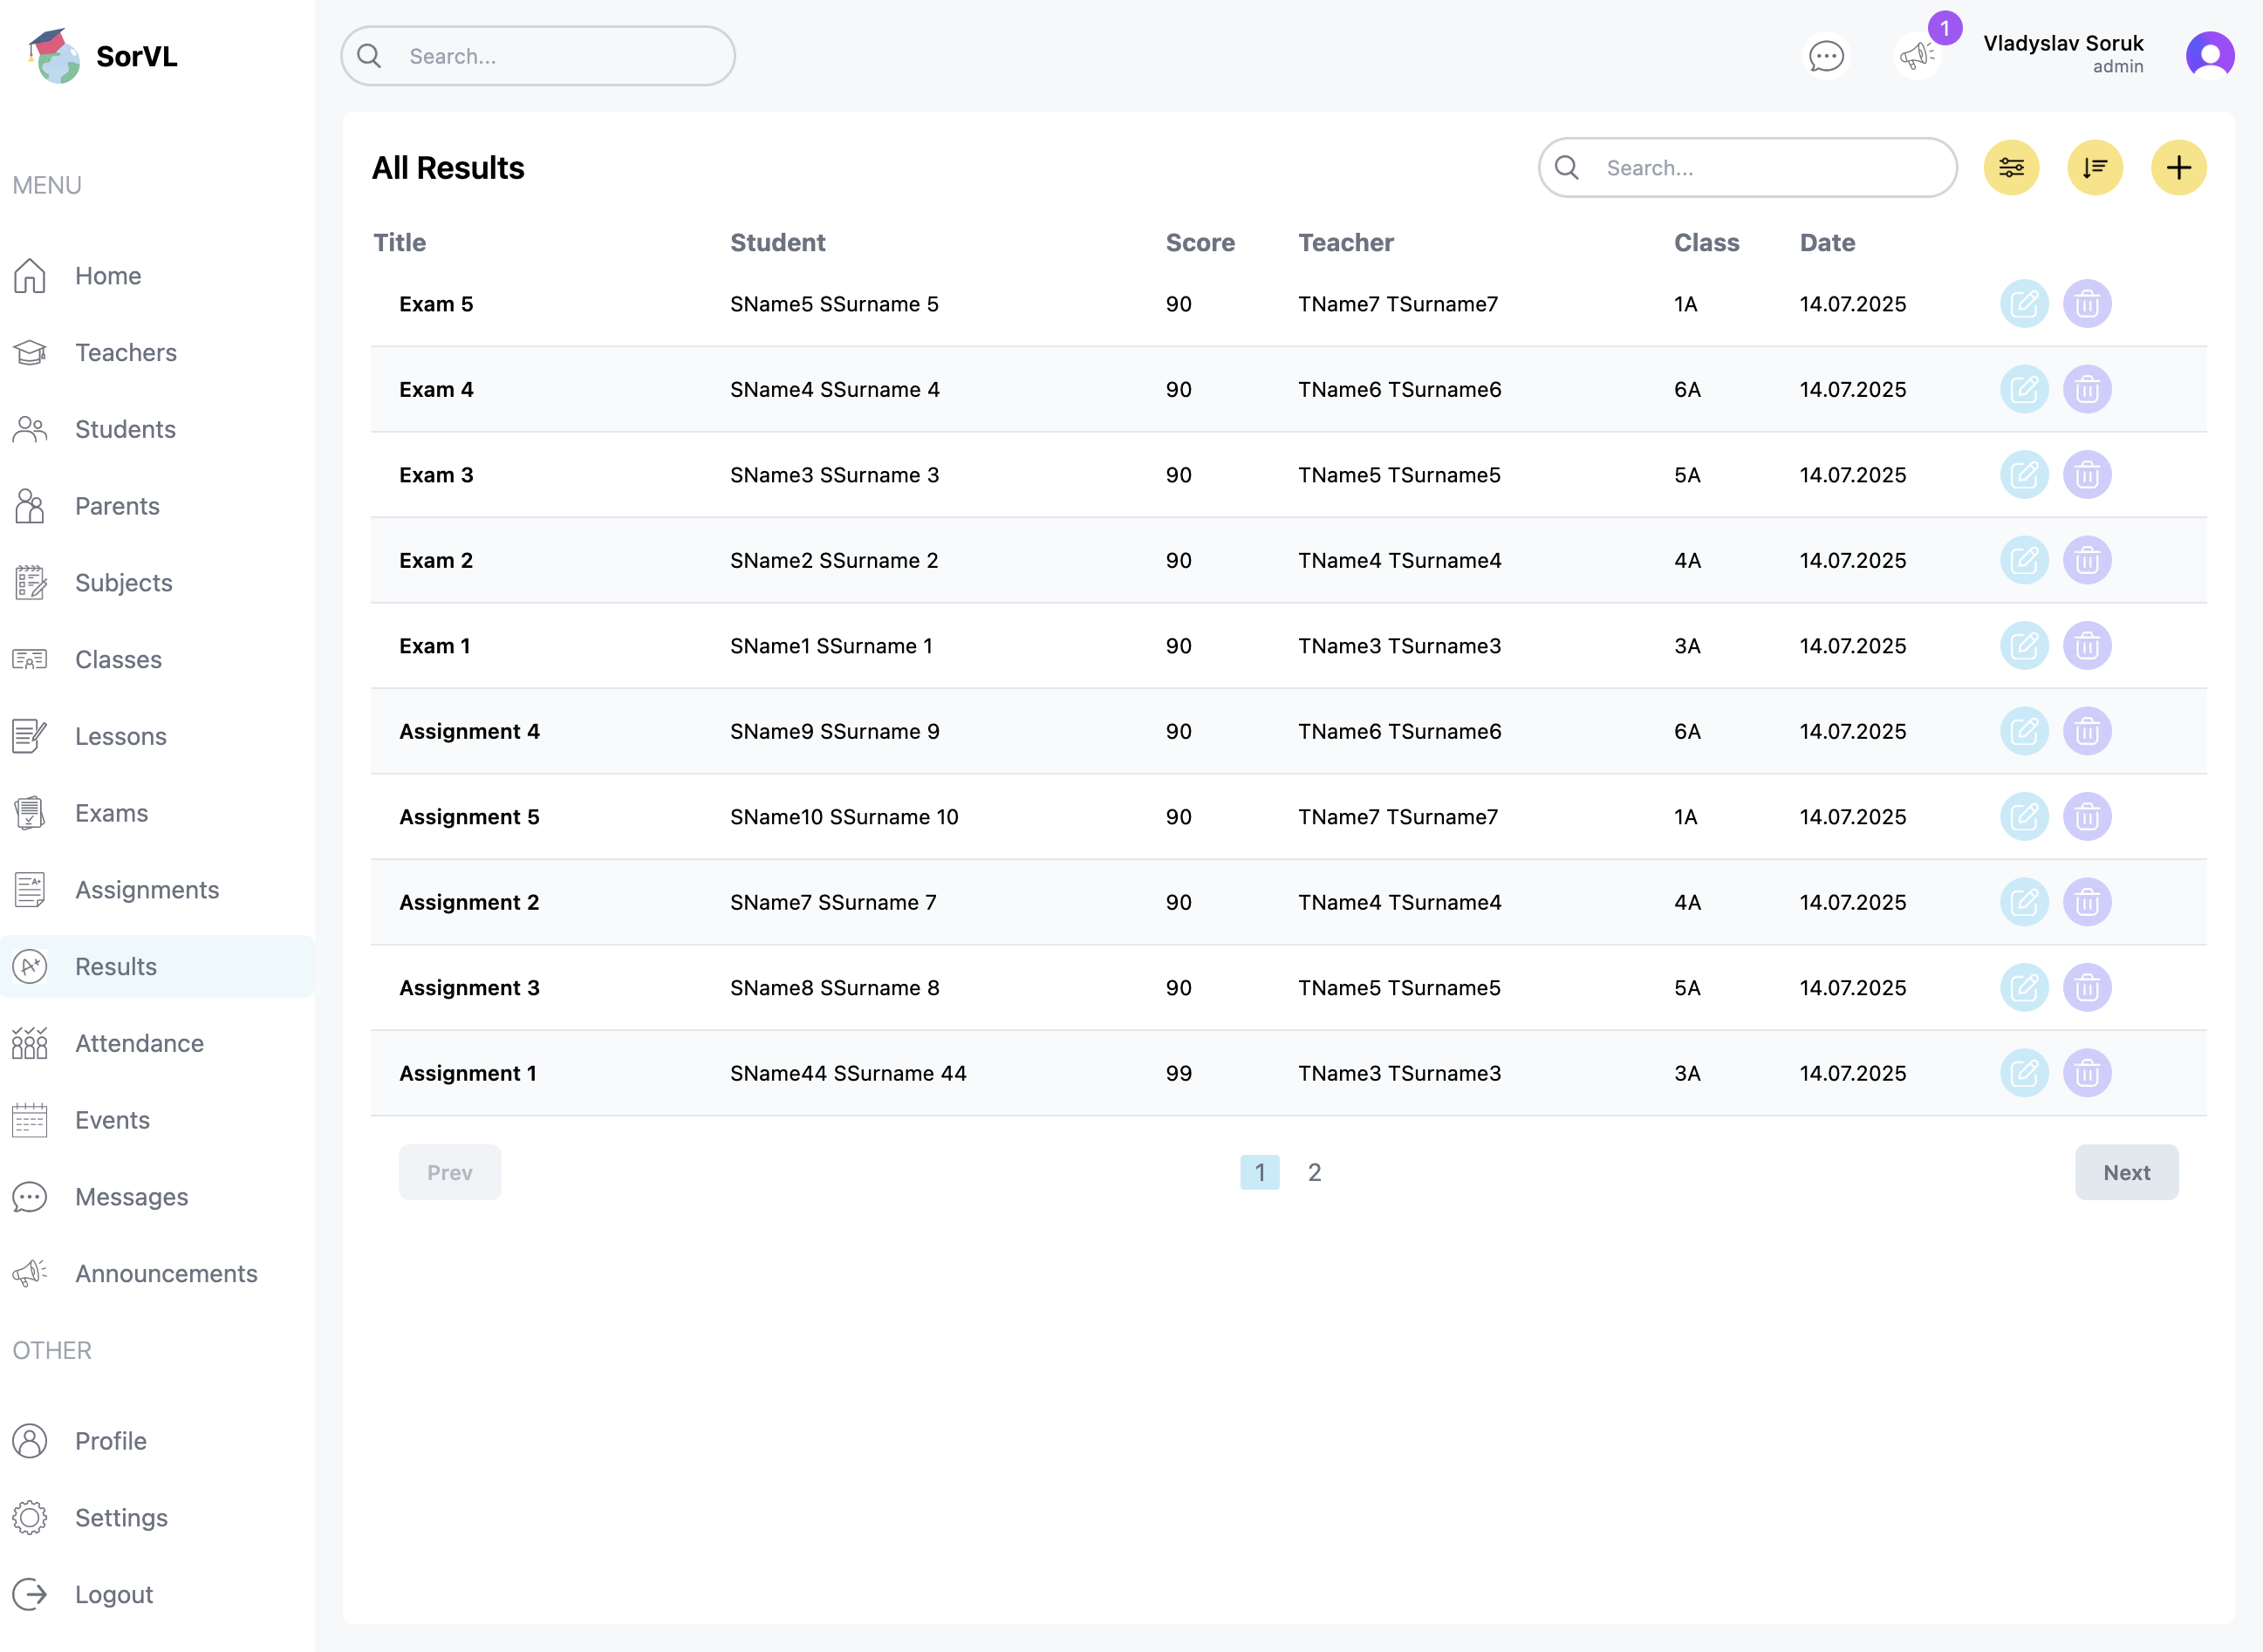 SorVL
Search...
1
Vladyslav Soruk
admin
MENU
Home
Teachers
Students
Parents
Subjects
Classes
Lessons
Exams
Assignments
Results
Attendance
Events
Messages
Announcements
OTHER
Profile
Settings
Logout
All Results
Search...
Title Student Score Teacher Class Date
Exam 5 SName5 SSurname 5 90 TName7 TSurname7 1A 14.07.2025
Exam 4 SName4 SSurname 4 90 TName6 TSurname6 6A 14.07.2025
Exam 3 SName3 SSurname 3 90 TName5 TSurname5 5A 14.07.2025
Exam 2 SName2 SSurname 2 90 TName4 TSurname4 4A 14.07.2025
Exam 1 SName1 SSurname 1 90 TName3 TSurname3 3A 14.07.2025
Assignment 4 SName9 SSurname 9 90 TName6 TSurname6 6A 14.07.2025
Assignment 5 SName10 SSurname 10 90 TName7 TSurname7 1A 14.07.2025
Assignment 2 SName7 SSurname 7 90 TName4 TSurname4 4A 14.07.2025
Assignment 3 SName8 SSurname 8 90 TName5 TSurname5 5A 14.07.2025
Assignment 1 SName44 SSurname 44 99 TName3 TSurname3 3A 14.07.2025
Prev 1 2 Next